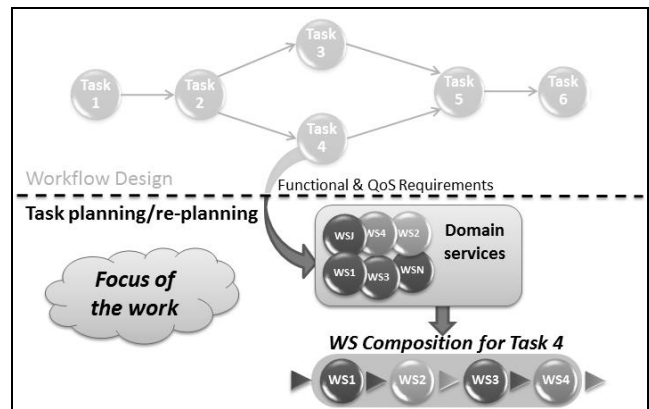 Task
3
Task
1
Task
2
Task
5
Task
6
Task
4
Workflow Design
Functional & QoS Requirements
Task planning/re-planning
WSJ
WS4
WS2
Domain
services
WS1
WS3
WSN
Focus of
the work
WS Composition for Task 4
WS1
WS2
WS3
WS4